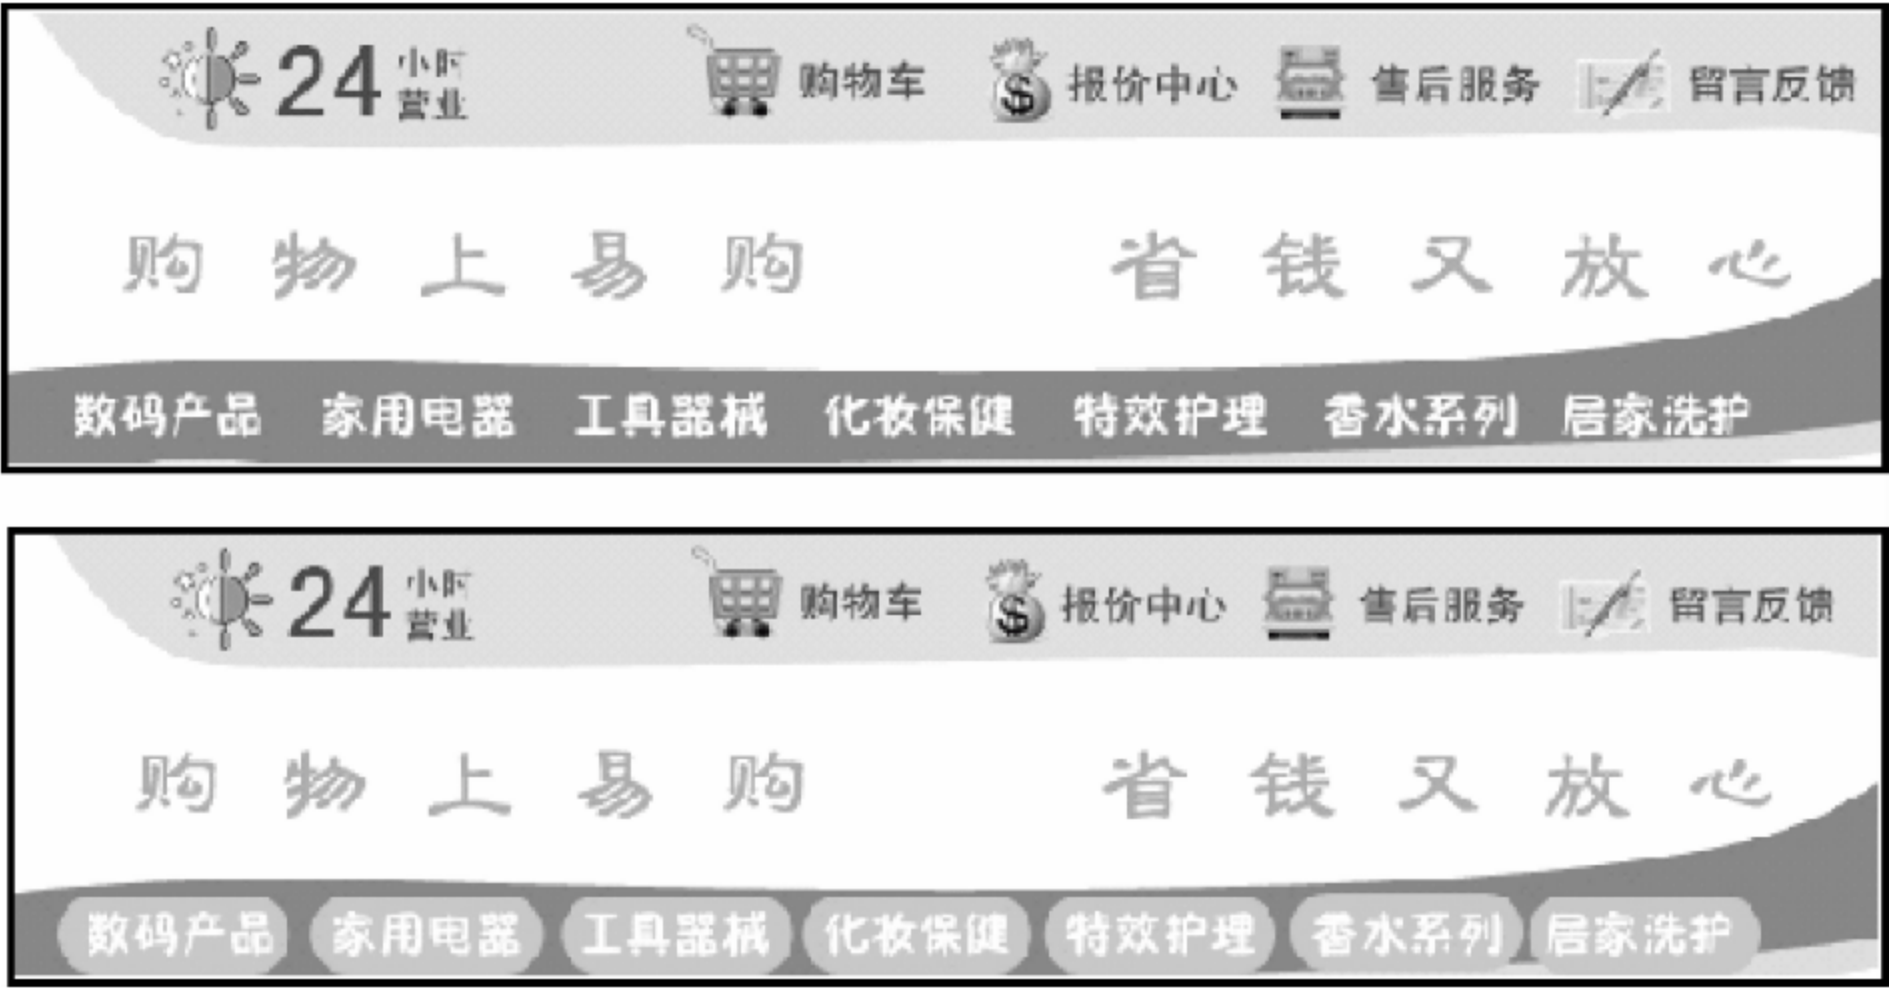 24 小时 营业 购物车 报价中心 售后服务 留言反馈
购物上易购 省钱又放心
数码产品 家用电器 工具器械 化妆保健 特效护理 香水系列 居家洗护
24 小时 营业 购物车 报价中心 售后服务 留言反馈
购物上易购 省钱又放心
数码产品 家用电器 工具器械 化妆保健 特效护理 香水系列 居家洗护